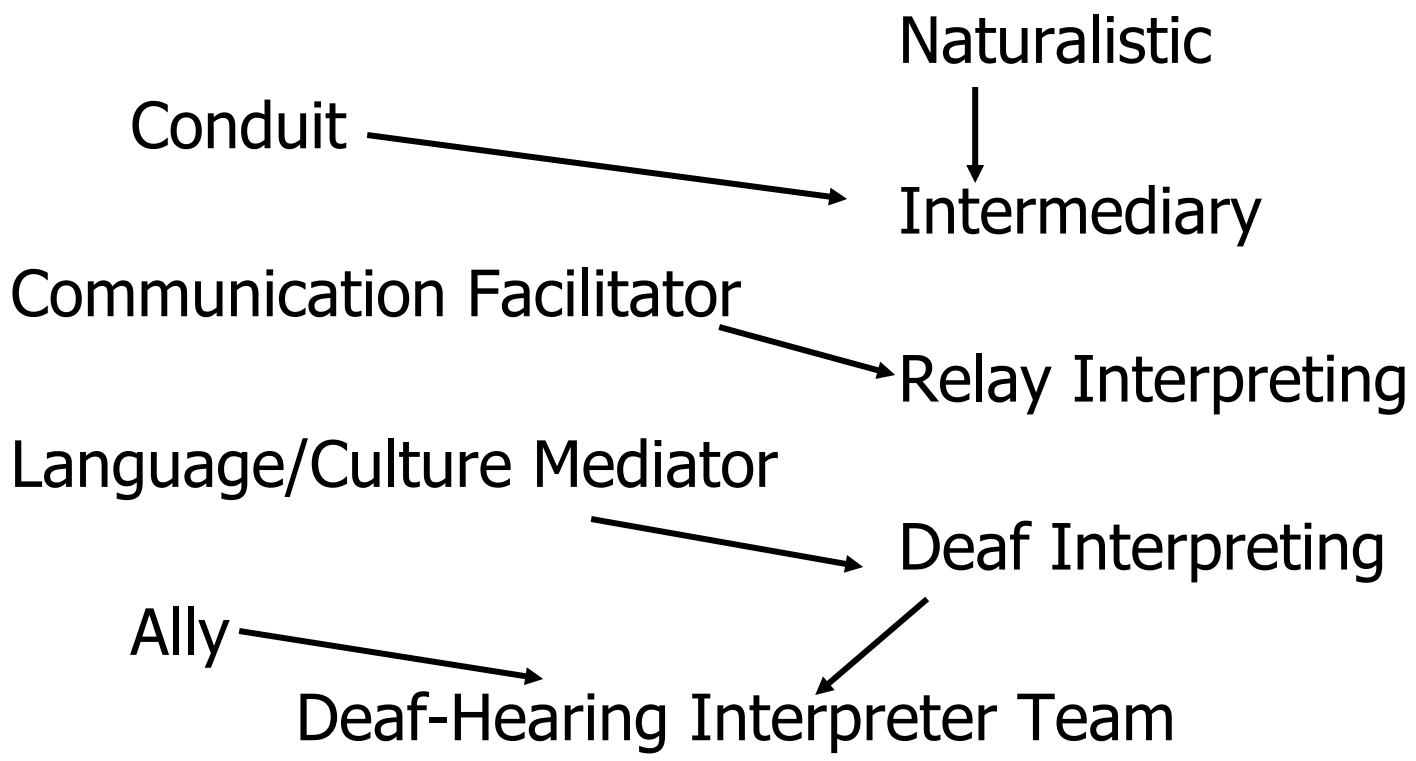 Naturalistic
Conduit
Intermediary
Communication Facilitator
Relay Interpreting
Language/Culture Mediator
Deaf Interpreting
Ally
Deaf-Hearing Interpreter Team